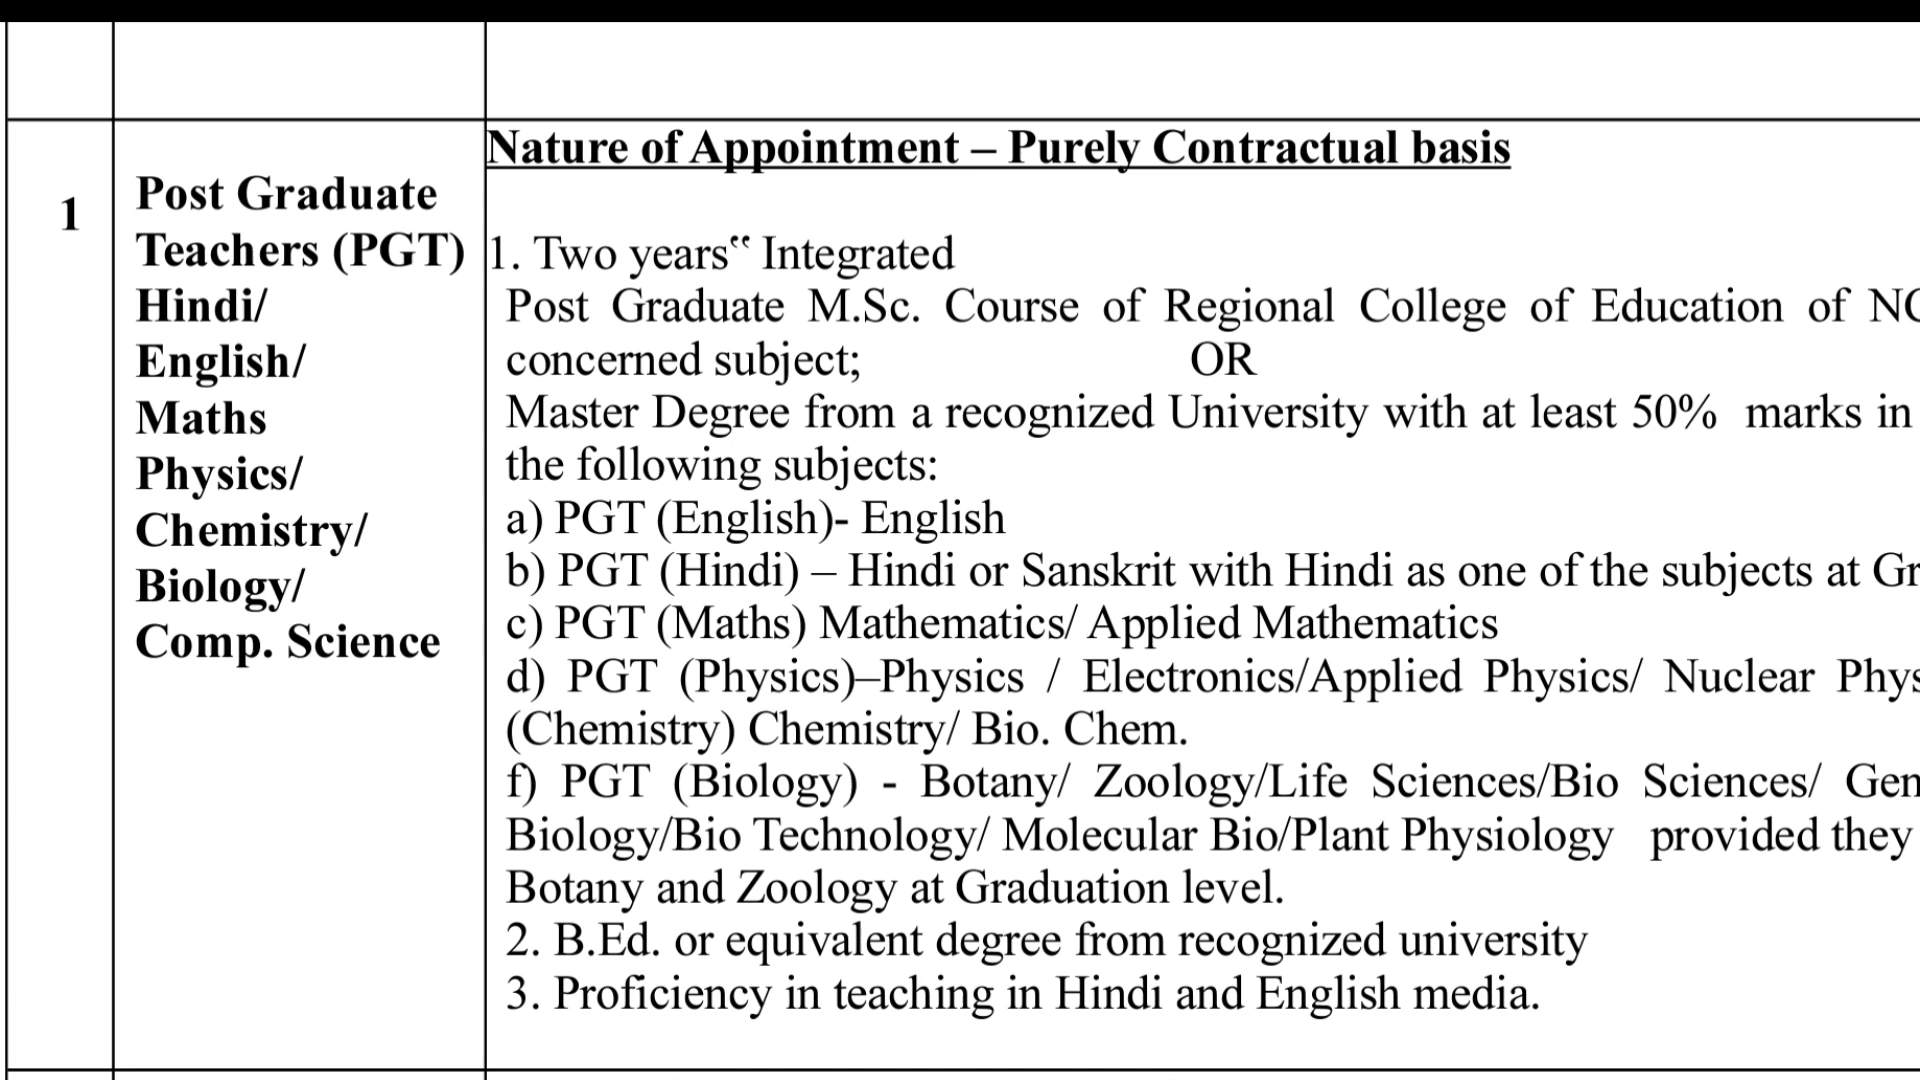 1
Post Graduate
Teachers (PGT)
Hindi/
English/
Maths
Physics/
Chemistry/
Biology/
Comp. Science
Nature of Appointment – Purely Contractual basis
1. Two years‟ Integrated
Post Graduate M.Sc. Course of Regional College of Education of
concerned subject; OR
Master Degree from a recognized University with at least 50% marks in
the following subjects:
a) PGT (English)- English
b) PGT (Hindi) – Hindi or Sanskrit with Hindi as one of the subjects at
c) PGT (Maths) Mathematics/ Applied Mathematics
d) PGT (Physics)–Physics / Electronics/Applied Physics/ Nuclear
(Chemistry) Chemistry/ Bio. Chem.
f) PGT (Biology) - Botany/ Zoology/Life Sciences/Bio Sciences/
Biology/Bio Technology/ Molecular Bio/Plant Physiology provided they
Botany and Zoology at Graduation level.
2. B.Ed. or equivalent degree from recognized university
3. Proficiency in teaching in Hindi and English media.